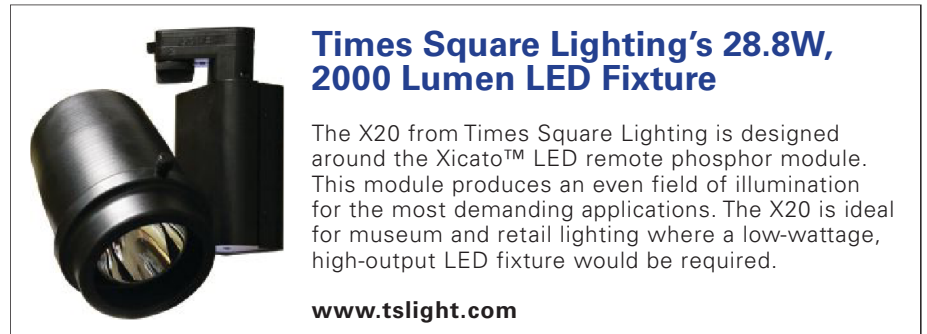 Times Square Lighting’s 28.8W,
2000 Lumen LED Fixture
The X20 from Times Square Lighting is designed
around the Xicato™ LED remote phosphor module.
This module produces an even field of illumination
for the most demanding applications. The X20 is ideal
for museum and retail lighting where a low-wattage,
high-output LED fixture would be required.
www.tslight.com